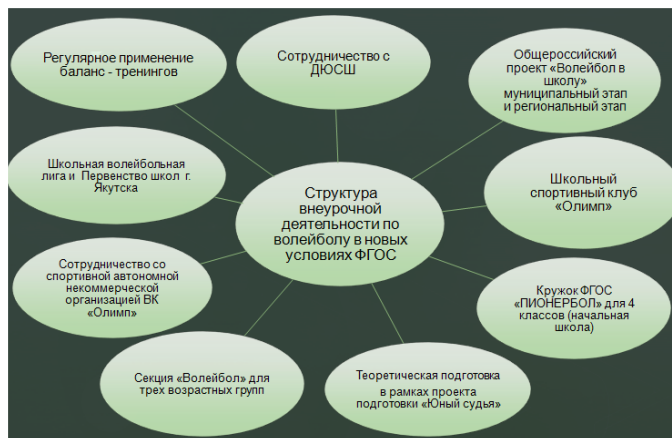 Регулярное применение
баланс - тренингов
Сотрудничество с
ДЮСШ
Общероссийский
проект «Волейбол в
школу»
муниципальный этап
и региональный этап
Школьная волейбольная
лига и Первенство школ г.
Якутска
Структура
внеурочной
деятельности по
волейболу в новых
условиях ФГОС
Школьный
спортивный клуб
«Олимп»
Сотрудничество со
спортивной автономной
некоммерческой
организацией ВК
«Олимп»
Кружок ФГОС
«ПИОНЕРБОЛ» для 4
классов (начальная
школа)
Секция «Волейбол» для
трех возрастных групп
Теоретическая подготовка
в рамках проекта
подготовки «Юный судья»